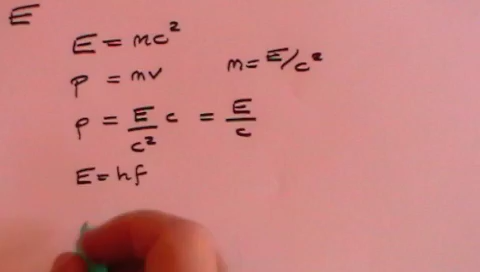 E
E = mc²
p = mv    m = E/c²
p = E/c² c = E/c
E = hf